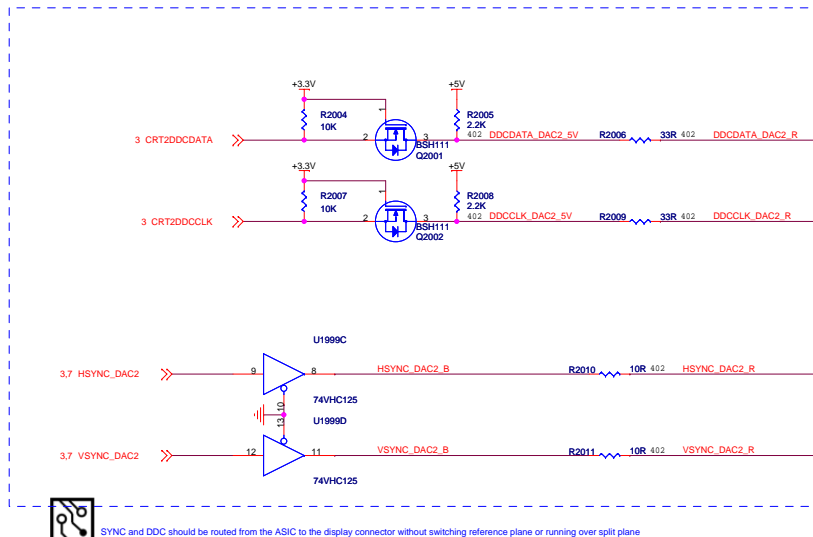 +3.3V
+5V
R2004
10K
1
R2005
2.2K
3 CRT2DDCDATA
2
3
402
DDCDATA_DAC2_5V
R2006
33R
402
DDCDATA_DAC2_R
BSH111
Q2001
+3.3V
+5V
R2007
10K
1
R2008
2.2K
3 CRT2DDCCLK
2
3
402
DDCCLK_DAC2_5V
R2009
33R
402
DDCCLK_DAC2_R
BSH111
Q2002
U1999C
3,7 HSYNC_DAC2
9
8
HSYNC_DAC2_B
R2010
10R
402
HSYNC_DAC2_R
10
74VHC125
13
U1999D
3,7 VSYNC_DAC2
12
11
VSYNC_DAC2_B
R2011
10R
402
VSYNC_DAC2_R
74VHC125
SYNC and DDC should be routed from the ASIC to the display connector without switching reference plane or running over split plane